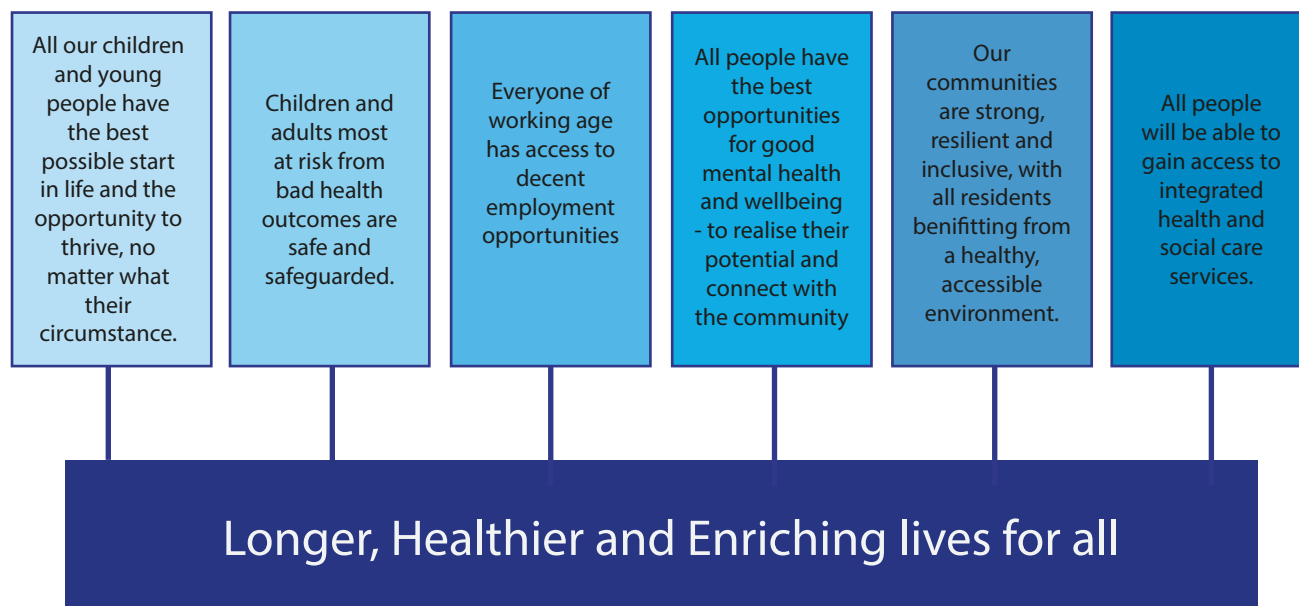 All our children
and young
people have
the best
possible start
in life and the
opportunity to
thrive, no
matter what
their
circumstance.
Children and
adults most
at risk from
bad health
outcomes are
safe and
safeguarded.
Everyone of
working age
has access to
decent
employment
opportunities
All people have
the best
opportunities
for good
mental health
and wellbeing
- to realise their
potential and
connect with
the community
Our
communities
are strong,
resilient and
inclusive, with
all residents
benifitting from
a healthy,
accessible
environment.
All people
will be able to
gain access to
integrated
health and
social care
services.
Longer, Healthier and Enriching lives for all